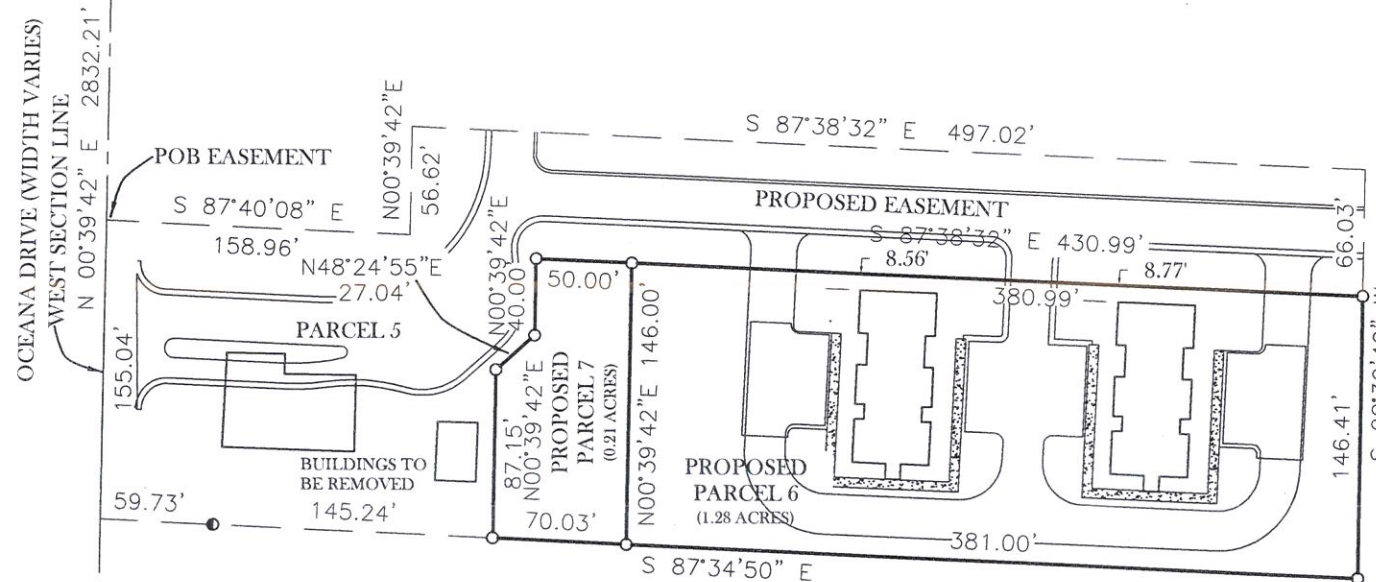 OCEANA DRIVE (WIDTH VARIES)
WEST SECTION LINE
N 00°39'42" E 2832.21'
POB EASEMENT
S 87°40'08" E
158.96'
N00°39'42"E
56.62'
S 87°38'32" E 497.02'
PROPOSED EASEMENT
S 87°38'32" E 430.99'
66.03'
N48°24'55"E
27.04'
N00°39'42"E
40.00'
50.00'
8.56'
8.77'
380.99'
PARCEL 5
155.04'
PROPOSED
PARCEL 7
(0.21 ACRES)
N00°39'42"E 146.00'
87.15'
N00°39'42"E
BUILDINGS TO
BE REMOVED
PROPOSED
PARCEL 6
(1.28 ACRES)
146.41'
59.73'
145.24'
70.03'
381.00'
S 87°34'50" E